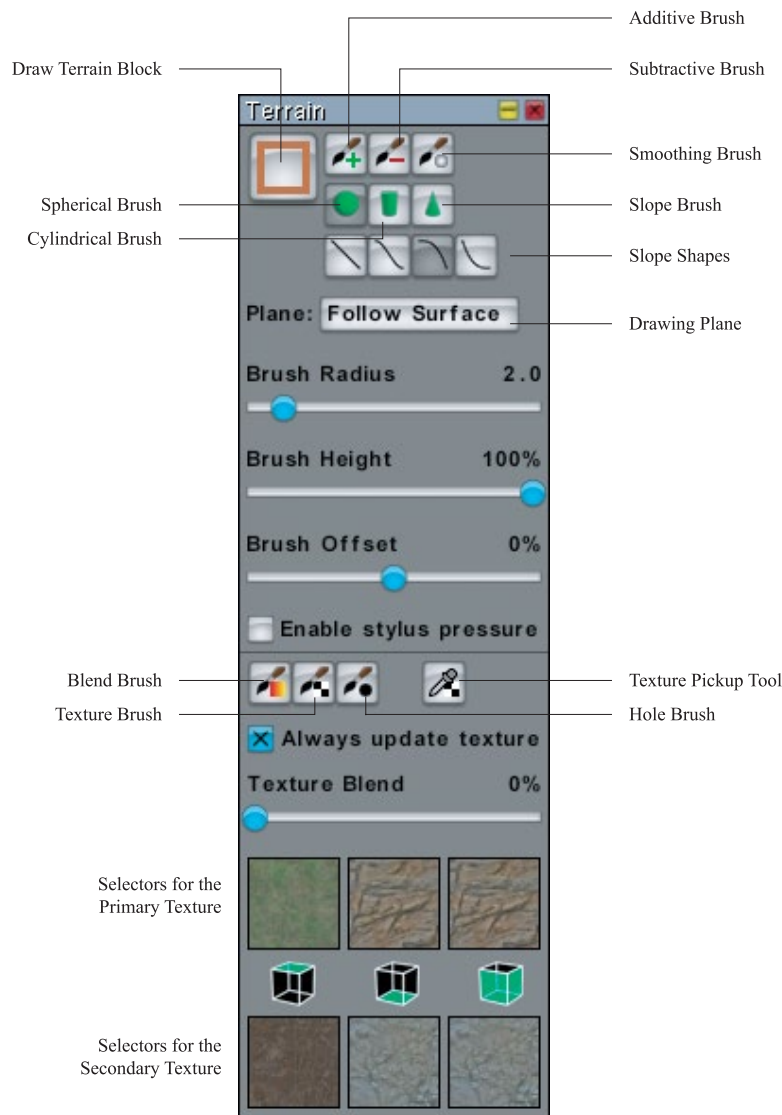 Additive Brush
Draw Terrain Block
Subtractive Brush
Terrain
Smoothing Brush
Spherical Brush
Slope Brush
Cylindrical Brush
Slope Shapes
Plane: Follow Surface
Drawing Plane
Brush Radius 2.0
Brush Height 100%
Brush Offset 0%
Enable stylus pressure
Blend Brush
Texture Pickup Tool
Texture Brush
Hole Brush
Always update texture
Texture Blend 0%
Selectors for the
Primary Texture
Selectors for the
Secondary Texture